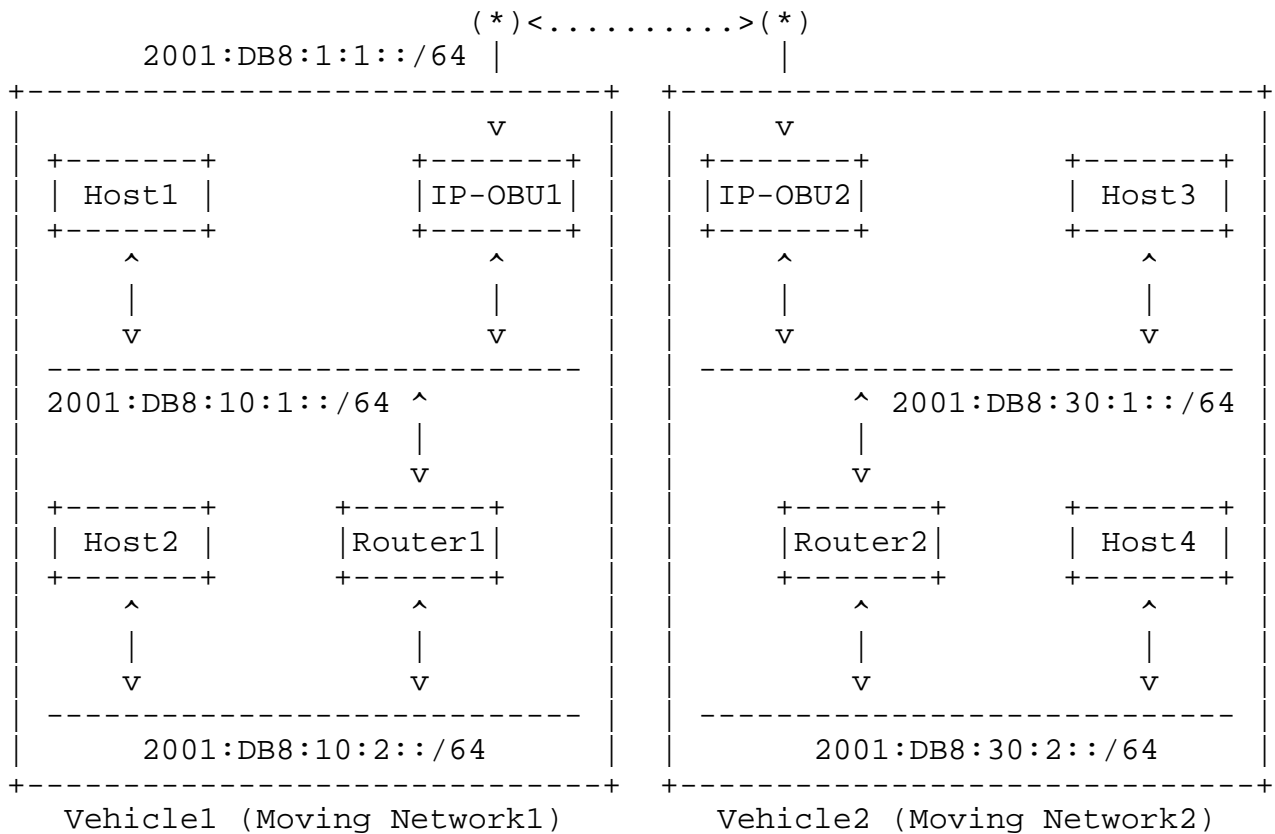 (*)<..........>(*)
2001:DB8:1:1::/64
Host1 IP-OBU1 IP-OBU2 Host3
2001:DB8:10:1::/64 2001:DB8:30:1::/64
Host2 Router1 Router2 Host4
2001:DB8:10:2::/64 2001:DB8:30:2::/64
Vehicle1 (Moving Network1) Vehicle2 (Moving Network2)